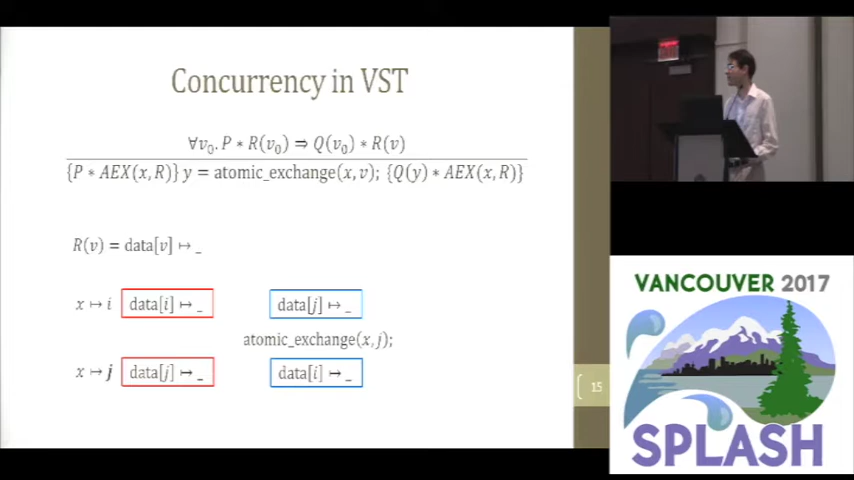 Concurrency in VST
∀v₀. P * R(v₀) ⇒ Q(v₀) * R(v)
{P * AEX(x, R)} y = atomic_exchange(x, v); {Q(y) * AEX(x, R)}
R(v) = data[v] ↦ _
x ↦ i data[i] ↦ _ data[j] ↦ _
atomic_exchange(x, j);
x ↦ j data[j] ↦ _ data[i] ↦ _
15
VANCOUVER 2017
SPLASH